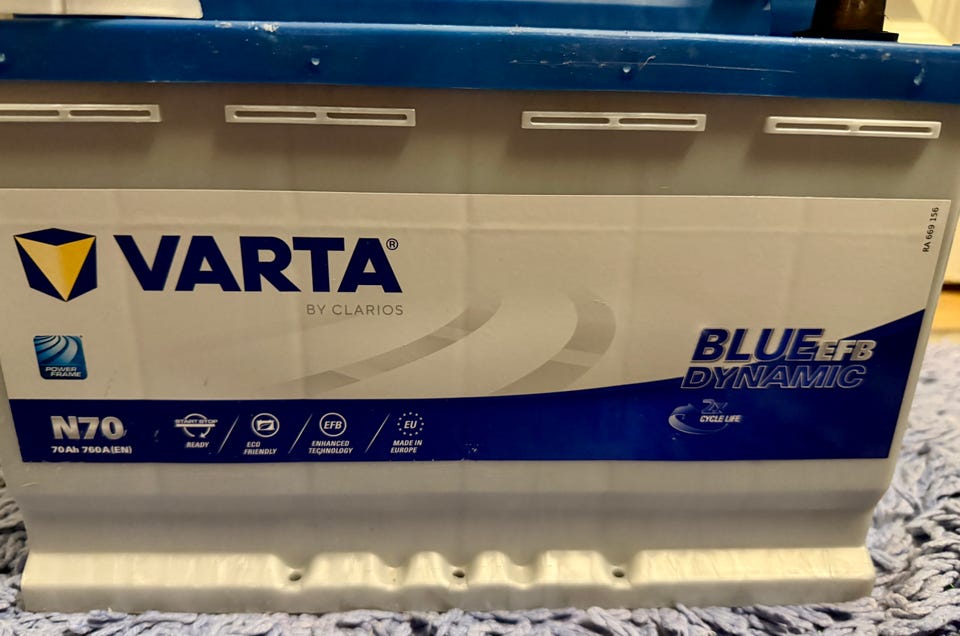 RA 669 156
VARTA®
BY CLARIOS
POWER
FRAME
BLUE EFB
DYNAMIC
2x
CYCLE LIFE
N70
70Ah 760A(EN)
START STOP
READY
ECO
FRIENDLY
EFB
ENHANCED
TECHNOLOGY
EU
MADE IN
EUROPE